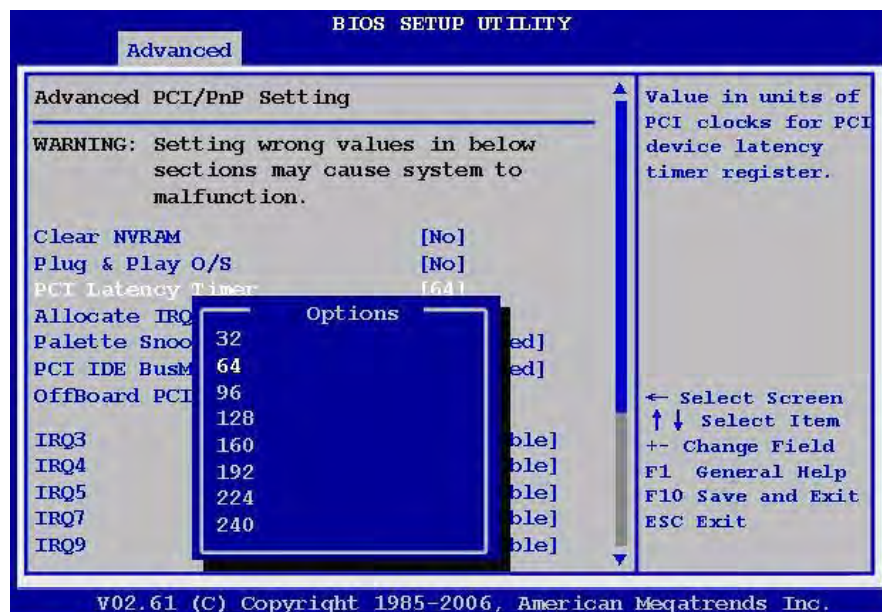 BIOS SETUP UTILITY
Advanced
Advanced PCI/PnP Setting
WARNING: Setting wrong values in below
sections may cause system to
malfunction.
Clear NVRAM [No]
Plug & Play O/S [No]
PCI Latency Timer [64]
Allocate IRQ
Palette Snoo ed]
PCI IDE BusM ed]
OffBoard PCI
IRQ3 ble]
IRQ4 ble]
IRQ5 ble]
IRQ7 ble]
IRQ9 ble]
Options
32
64
96
128
160
192
224
240
Value in units of
PCI clocks for PCI
device latency
timer register.
← Select Screen
↑↓ Select Item
+- Change Field
F1 General Help
F10 Save and Exit
ESC Exit
V02.61 (C) Copyright 1985-2006, American Megatrends Inc.